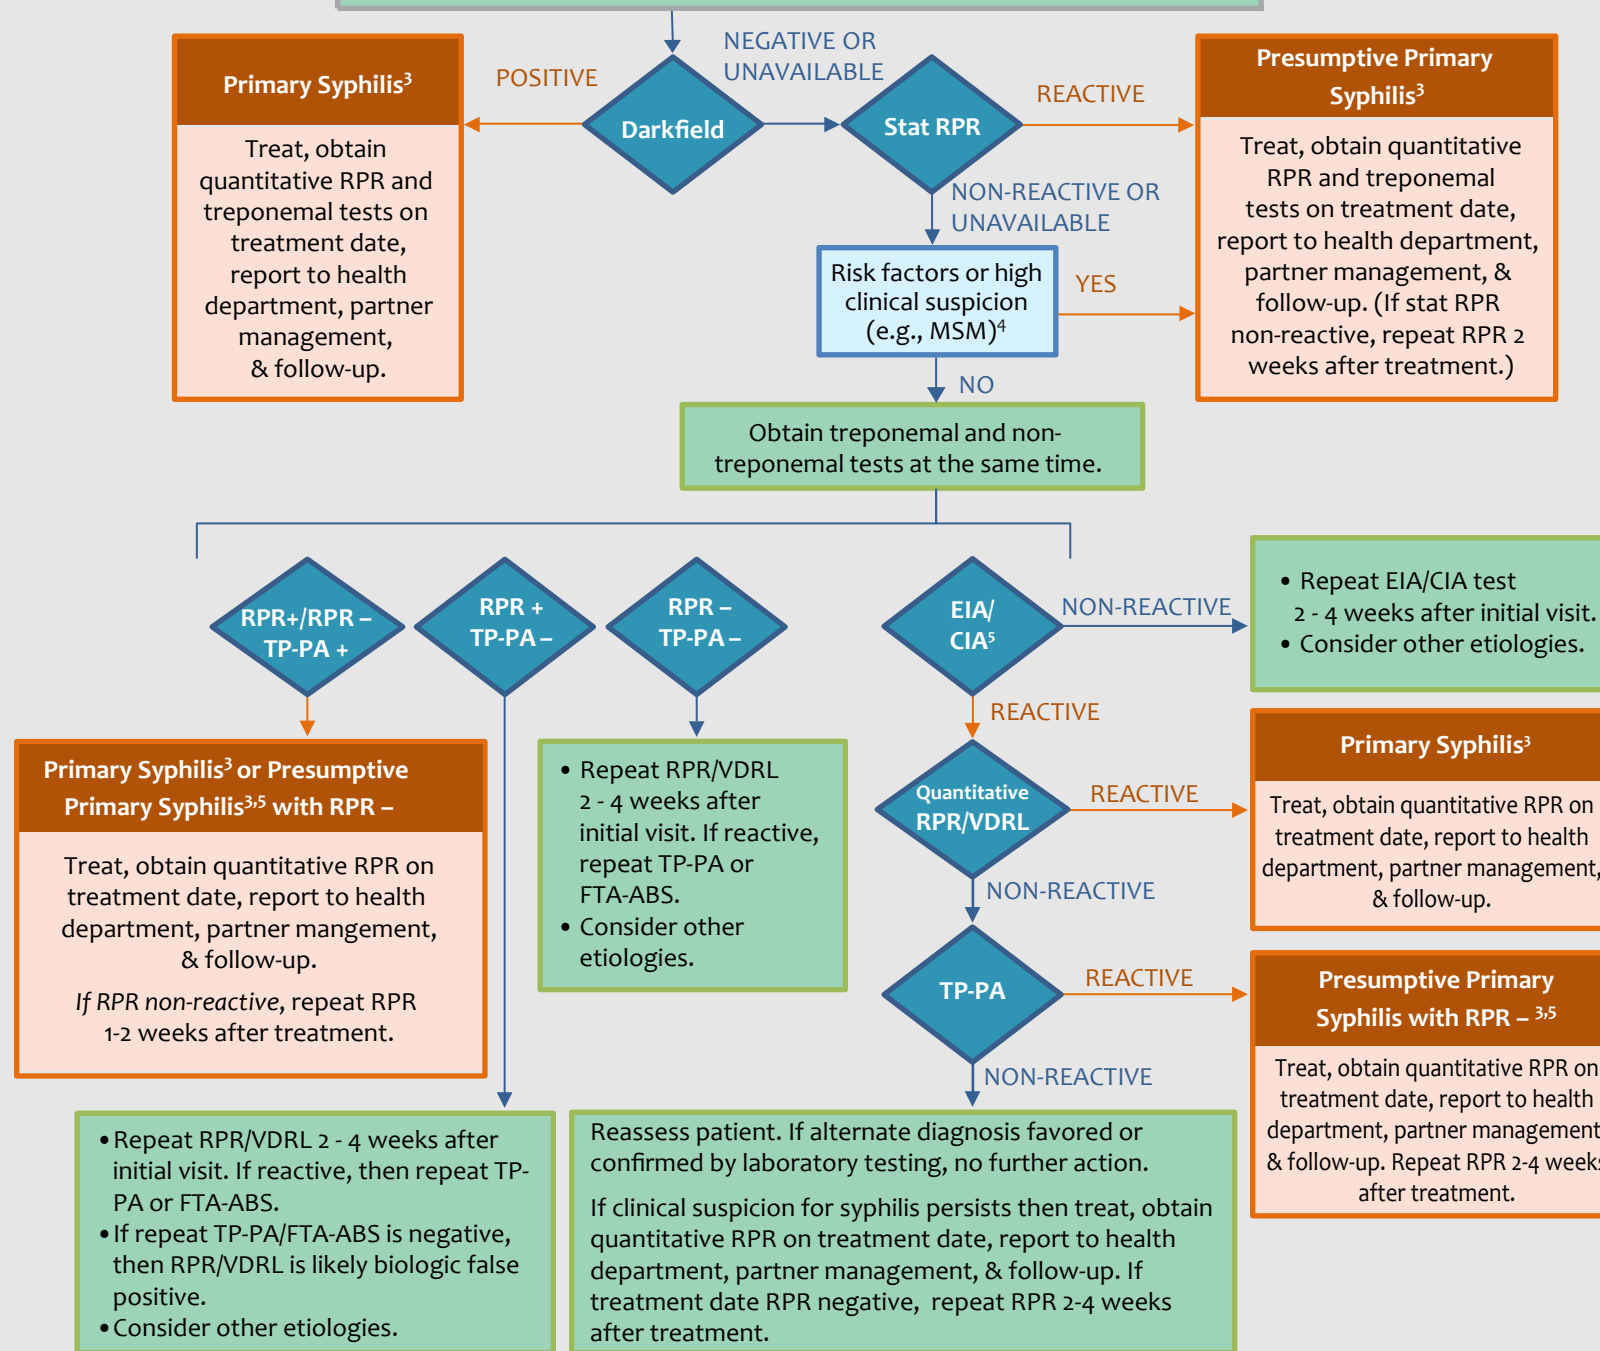 NEGATIVE OR
UNAVAILABLE
POSITIVE
Darkfield
Stat RPR
REACTIVE
Primary Syphilis³
Treat, obtain
quantitative RPR and
treponemal tests on
treatment date,
report to health
department, partner
management,
& follow-up.
Presumptive Primary
Syphilis³
Treat, obtain quantitative
RPR and treponemal
tests on treatment date,
report to health department,
partner management, &
follow-up. (If stat RPR
non-reactive, repeat RPR 2
weeks after treatment.)
NON-REACTIVE OR
UNAVAILABLE
Risk factors or high
clinical suspicion
(e.g., MSM)⁴
YES
NO
Obtain treponemal and non-
treponemal tests at the same time.
RPR+/RPR –
TP-PA +
RPR +
TP-PA –
RPR –
TP-PA –
EIA/
CIA⁵
NON-REACTIVE
• Repeat EIA/CIA test
2 - 4 weeks after initial visit.
• Consider other etiologies.
REACTIVE
Primary Syphilis³ or Presumptive
Primary Syphilis³,⁵ with RPR –
Treat, obtain quantitative RPR on
treatment date, report to health
department, partner mangement,
& follow-up.
If RPR non-reactive, repeat RPR
1-2 weeks after treatment.
• Repeat RPR/VDRL
2 - 4 weeks after
initial visit. If reactive,
repeat TP-PA or
FTA-ABS.
• Consider other
etiologies.
Quantitative
RPR/VDRL
REACTIVE
Primary Syphilis³
Treat, obtain quantitative RPR on
treatment date, report to health
department, partner management,
& follow-up.
NON-REACTIVE
TP-PA
REACTIVE
Presumptive Primary
Syphilis with RPR – ³,⁵
Treat, obtain quantitative RPR on
treatment date, report to health
department, partner management
& follow-up. Repeat RPR 2-4 weeks
after treatment.
NON-REACTIVE
• Repeat RPR/VDRL 2 - 4 weeks after
initial visit. If reactive, then repeat TP-
PA or FTA-ABS.
• If repeat TP-PA/FTA-ABS is negative,
then RPR/VDRL is likely biologic false
positive.
• Consider other etiologies.
Reassess patient. If alternate diagnosis favored or
confirmed by laboratory testing, no further action.
If clinical suspicion for syphilis persists then treat, obtain
quantitative RPR on treatment date, report to health
department, partner management, & follow-up. If
treatment date RPR negative, repeat RPR 2-4 weeks
after treatment.